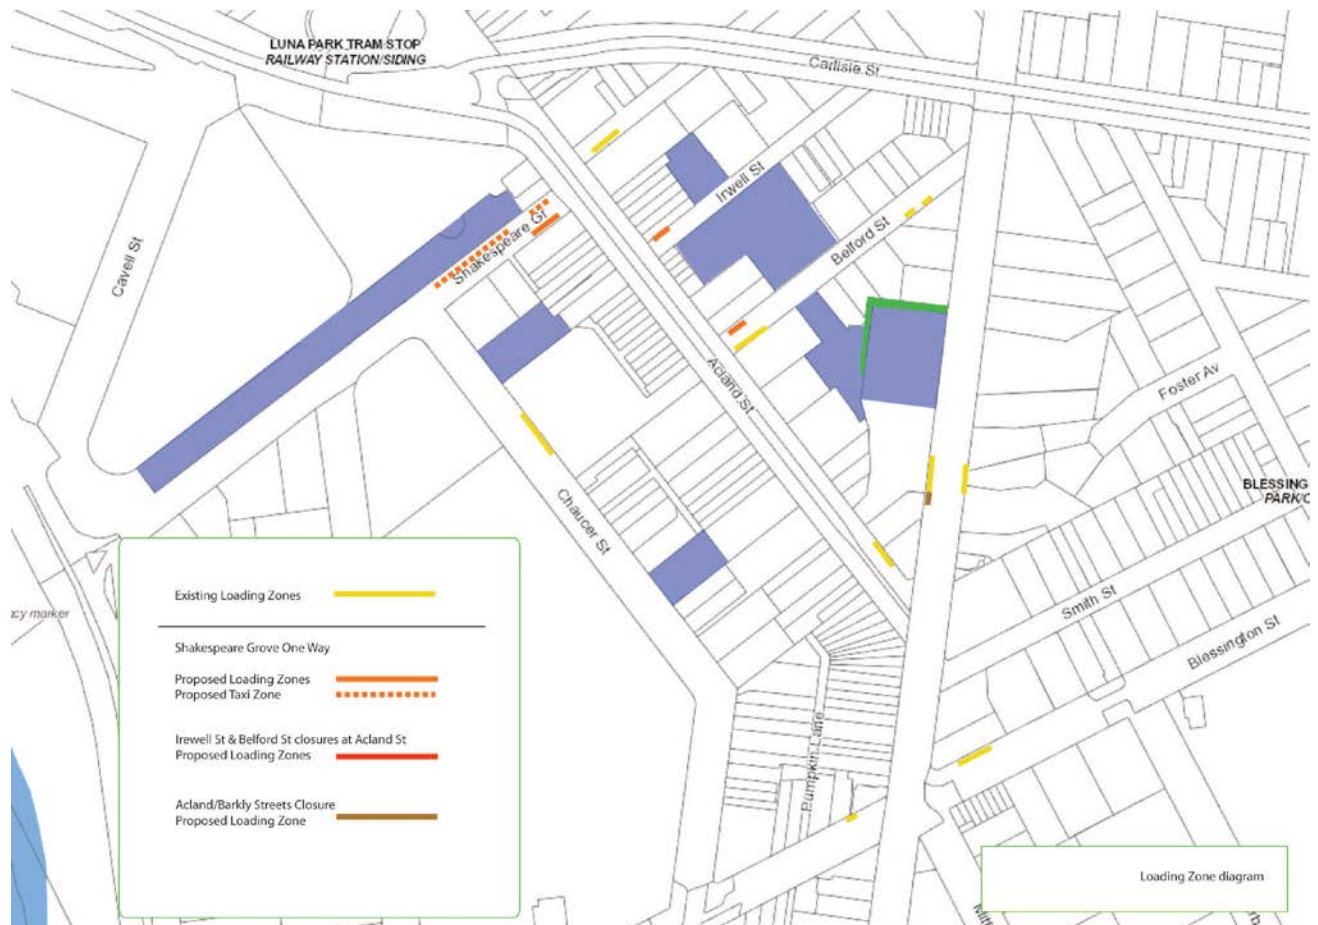 LUNA PARK TRAM STOP
RAILWAY STATION/SIDING
Carlisle St
Irwell St
Shakespeare Gr
Belford St
Cavell St
Acland St
Foster Av
BLESSING
PARK/C
Chaucer St
Smith St
Blessington St
Pumpkin Lane
cy marker
Existing Loading Zones
Shakespeare Grove One Way
Proposed Loading Zones
Proposed Taxi Zone
Irewell St & Belford St closures at Acland St
Proposed Loading Zones
Acland/Barkly Streets Closure
Proposed Loading Zone
Loading Zone diagram